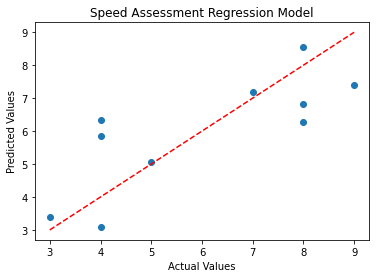 Speed Assessment Regression Model
9
8
7
6
5
4
3
Predicted Values
3 4 5 6 7 8 9
Actual Values